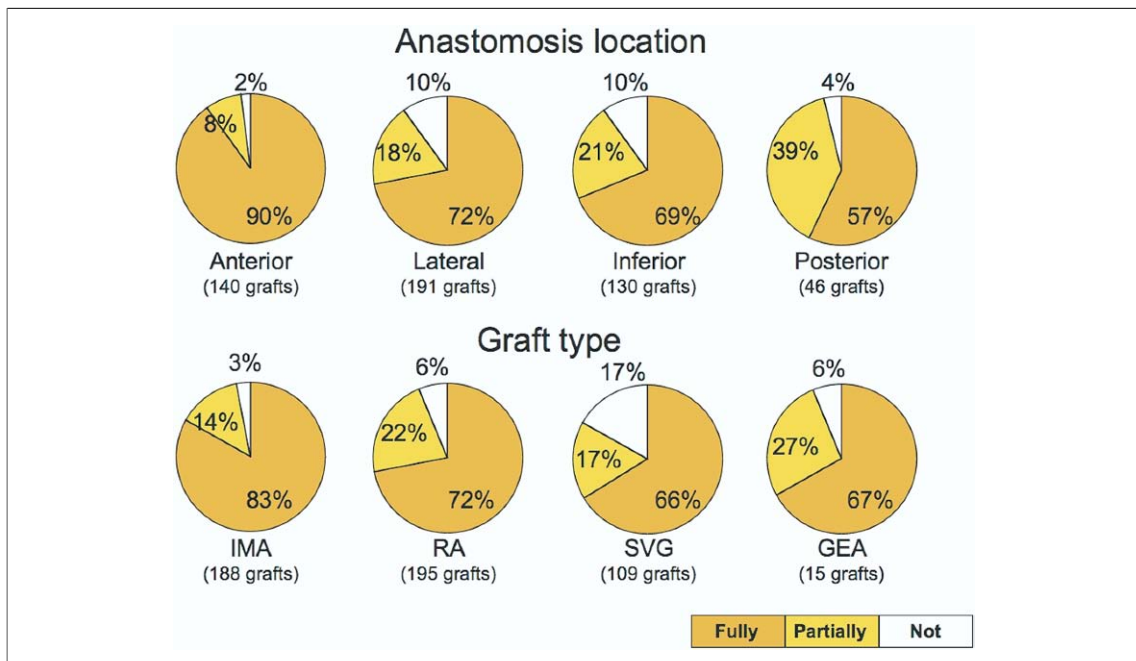 Anastomosis location
2% 10% 10% 4%
8% 18% 21% 39%
90% 72% 69% 57%
Anterior Lateral Inferior Posterior
(140 grafts) (191 grafts) (130 grafts) (46 grafts)
Graft type
3% 6% 17% 6%
14% 22% 17% 27%
83% 72% 66% 67%
IMA RA SVG GEA
(188 grafts) (195 grafts) (109 grafts) (15 grafts)
Fully Partially Not